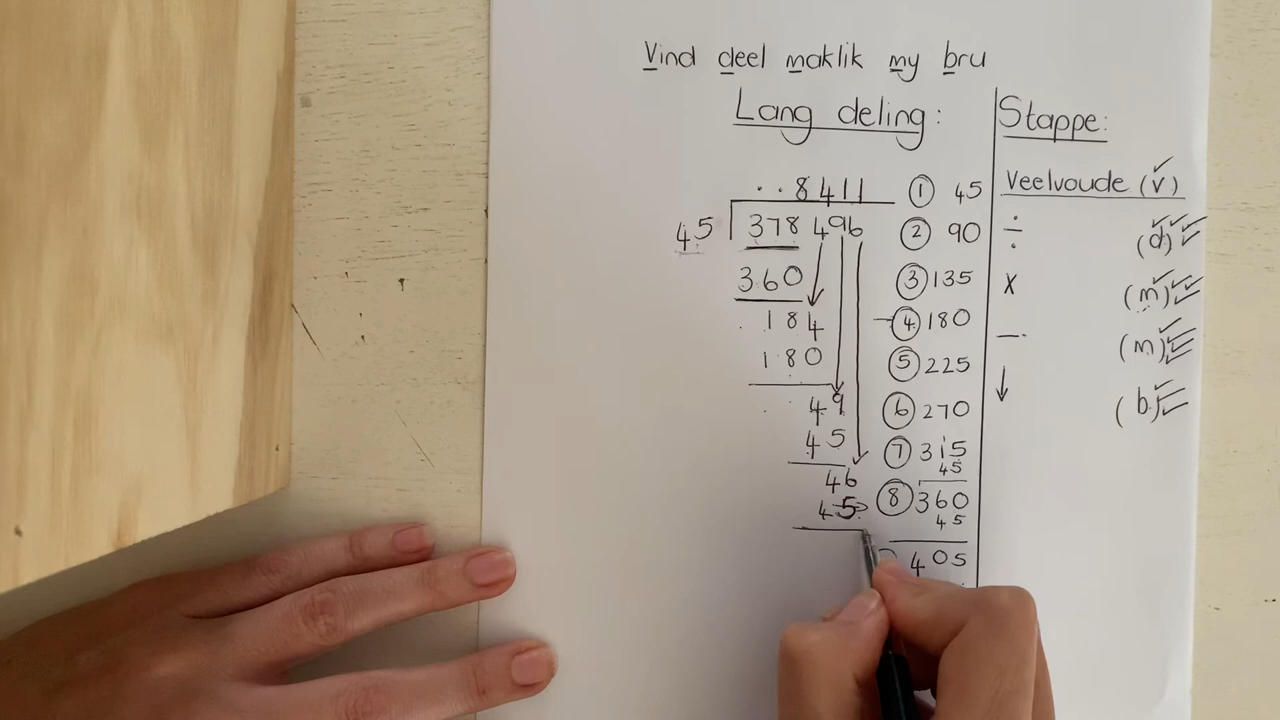 Vind deel maklik my bru
Lang deling:
8411
45 378496
360
184
180
49
45
46
45
① 45
② 90
③ 135
④ 180
⑤ 225
⑥ 270
⑦ 315
45
⑧ 360
45
405
Stappe:
Veelvoude (v) ✓
÷ (d) ✓✓✓
x (m) ✓✓✓
— (m) ✓✓✓
↓ (b) ✓✓